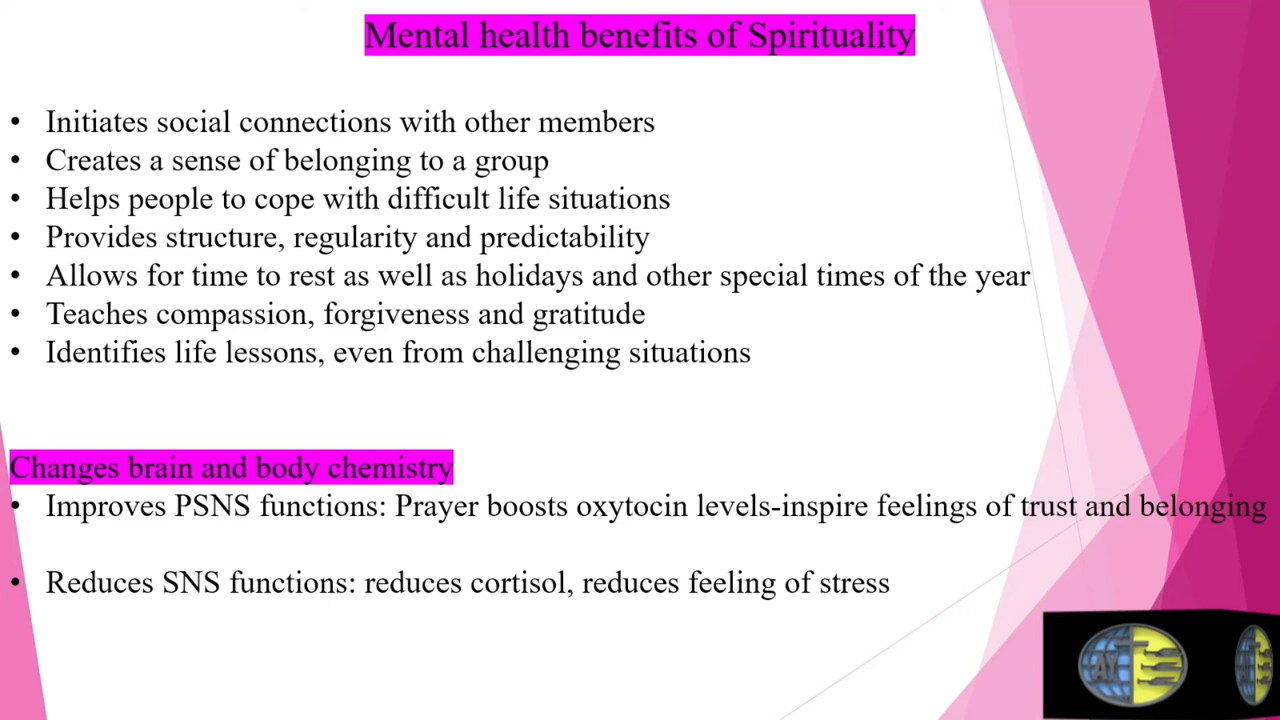 Mental health benefits of Spirituality
• Initiates social connections with other members
• Creates a sense of belonging to a group
• Helps people to cope with difficult life situations
• Provides structure, regularity and predictability
• Allows for time to rest as well as holidays and other special times of the year
• Teaches compassion, forgiveness and gratitude
• Identifies life lessons, even from challenging situations
Changes brain and body chemistry
• Improves PSNS functions: Prayer boosts oxytocin levels-inspire feelings of trust and belonging
• Reduces SNS functions: reduces cortisol, reduces feeling of stress